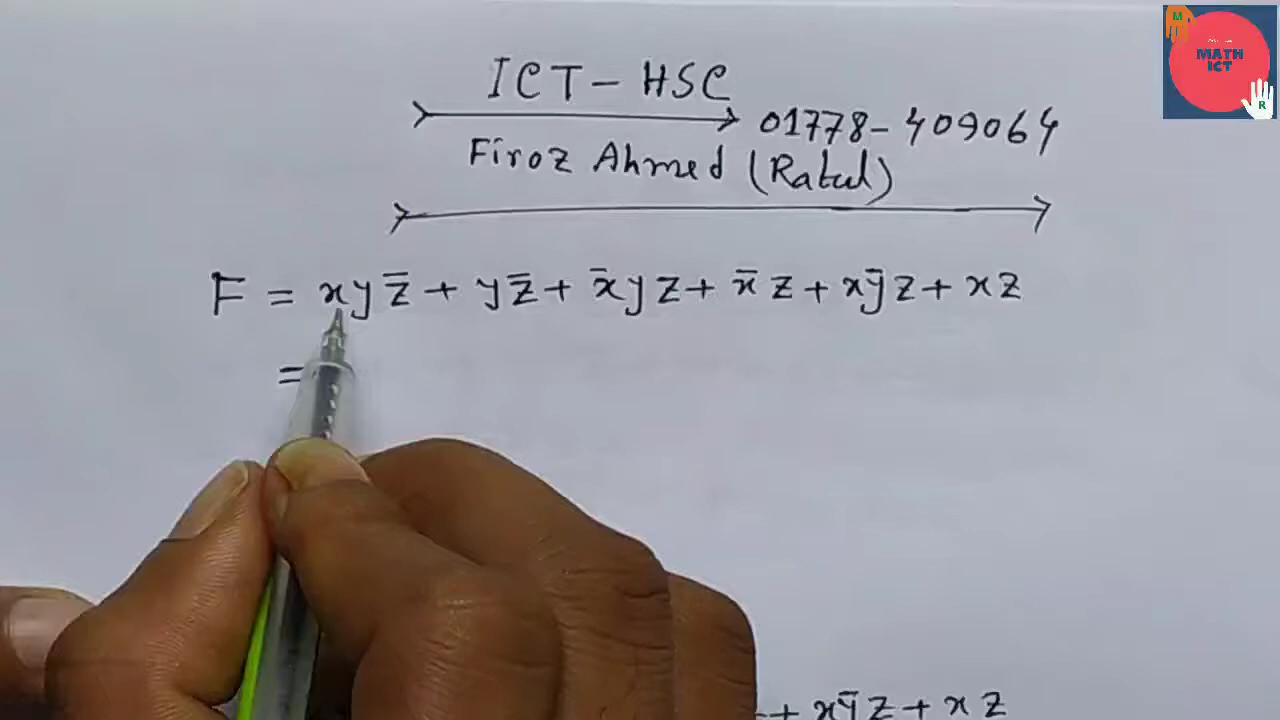 M
MATH
ICT
R
ICT - HSC
01778-409064
Firoz Ahmed (Ratul)
F = xyz̄ + yz̄ + x̄yz + x̄z + xȳz + xz
=
+ xȳz + xz